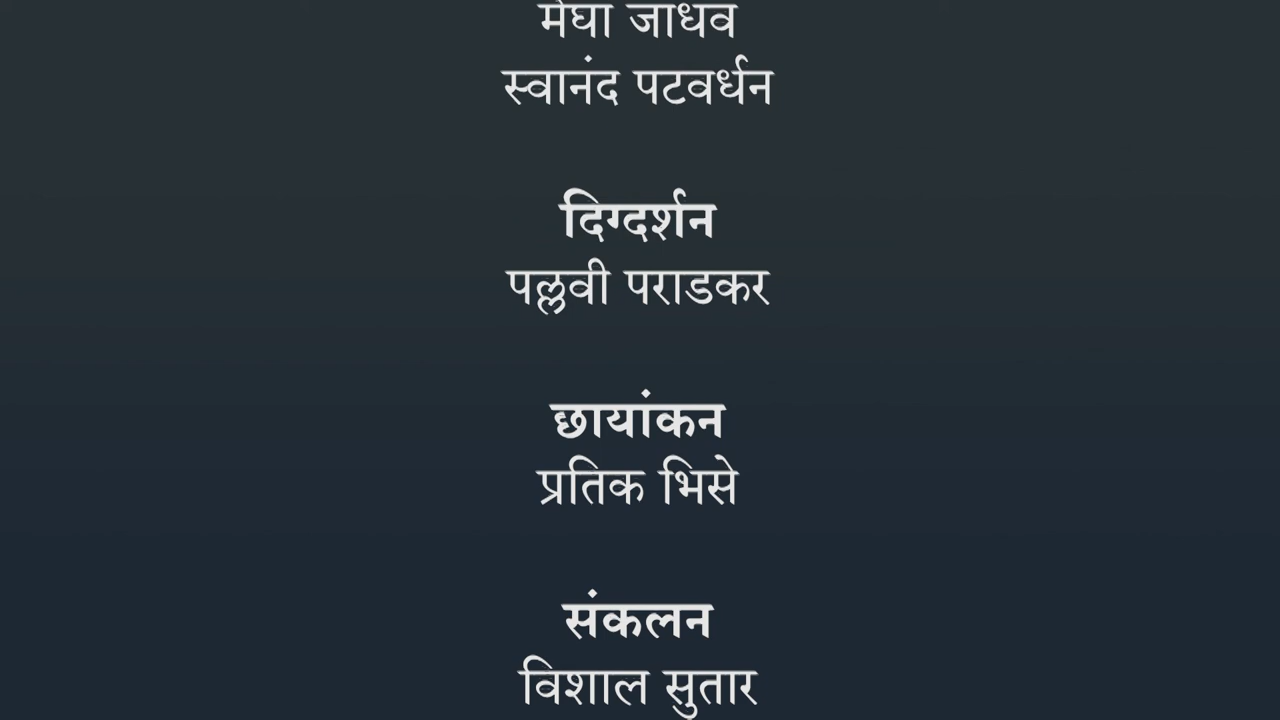 मेघा जाधव
स्वानंद पटवर्धन
दिग्दर्शन
पल्लवी पराडकर
छायांकन
प्रतिक भिसे
संकलन
विशाल सुतार